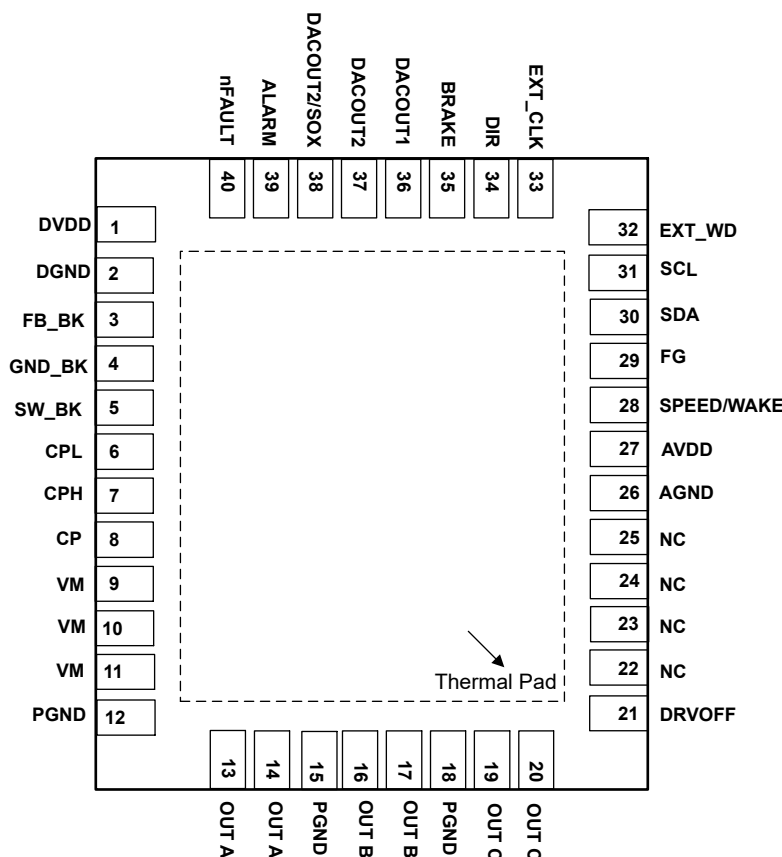 nFAULT
ALARM
DACOUT2/SOX
DACOUT2
DACOUT1
BRAKE
DIR
EXT_CLK
40
39
38
37
36
35
34
33
DVDD 1
DGND 2
FB_BK 3
GND_BK 4
SW_BK 5
CPL 6
CPH 7
CP 8
VM 9
VM 10
VM 11
PGND 12
32 EXT_WD
31 SCL
30 SDA
29 FG
28 SPEED/WAKE
27 AVDD
26 AGND
25 NC
24 NC
23 NC
22 NC
21 DRVOFF
Thermal Pad
13
14
15
16
17
18
19
20
OUT A
OUT A
PGND
OUT B
OUT B
PGND
OUT C
OUT C